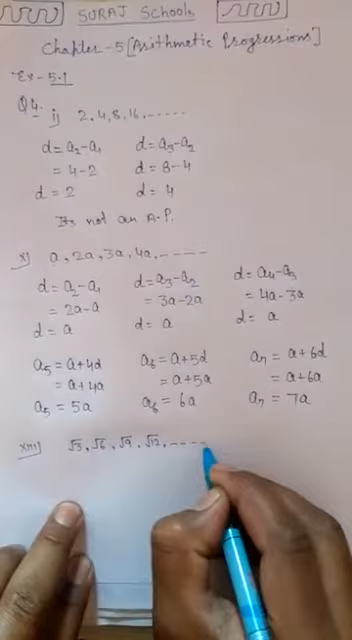 SURAJ Schools
Chapter-5 [Arithmetic Progressions]
Ex-5.1
Q4. i) 2, 4, 8, 16, -----
d = a₂-a₁ d = a₃-a₂
= 4-2 d = 8-4
d = 2 d = 4
Its not an A.P.
x) a, 2a, 3a, 4a, -----
d = a₂-a₁ d = a₃-a₂ d = a₄-a₃
= 2a-a = 3a-2a = 4a-3a
d = a d = a d = a
a₅ = a+4d a₆ = a+5d a₇ = a+6d
= a+4a = a+5a = a+6a
a₅ = 5a a₆ = 6a a₇ = 7a
xiii) √3, √6, √9, √12, -----